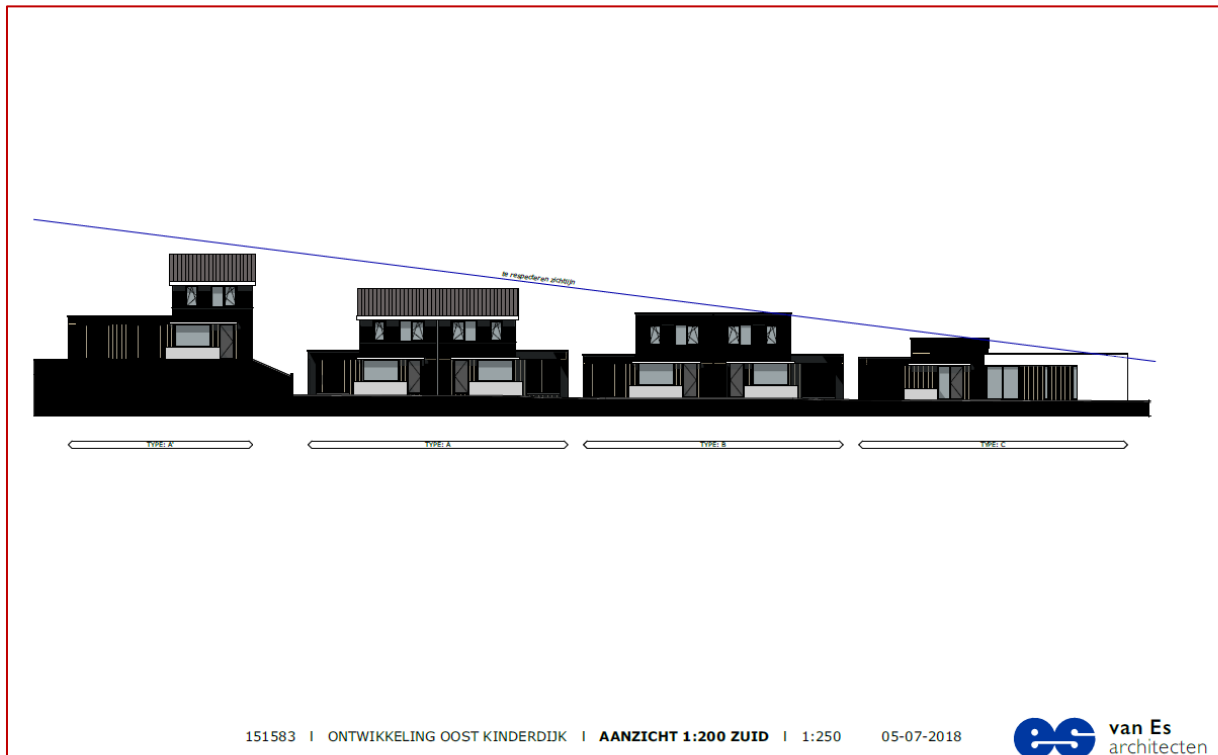 te respecteren zichtlijn
TYPE: A'
TYPE: A
TYPE: B
TYPE: C
151583 I ONTWIKKELING OOST KINDERDIJK I AANZICHT 1:200 ZUID I 1:250 05-07-2018
es van Es
architecten